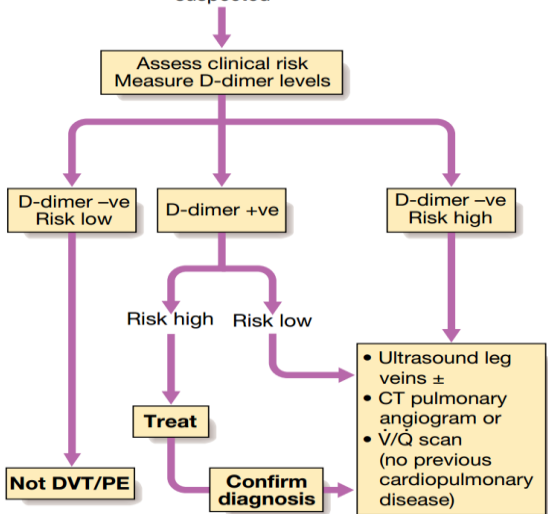 suspected
Assess clinical risk
Measure D-dimer levels
D-dimer –ve
Risk low
D-dimer +ve
D-dimer –ve
Risk high
Risk high
Risk low
• Ultrasound leg
veins ±
• CT pulmonary
angiogram or
• V̇/Q̇ scan
(no previous
cardiopulmonary
disease)
Treat
Not DVT/PE
Confirm
diagnosis